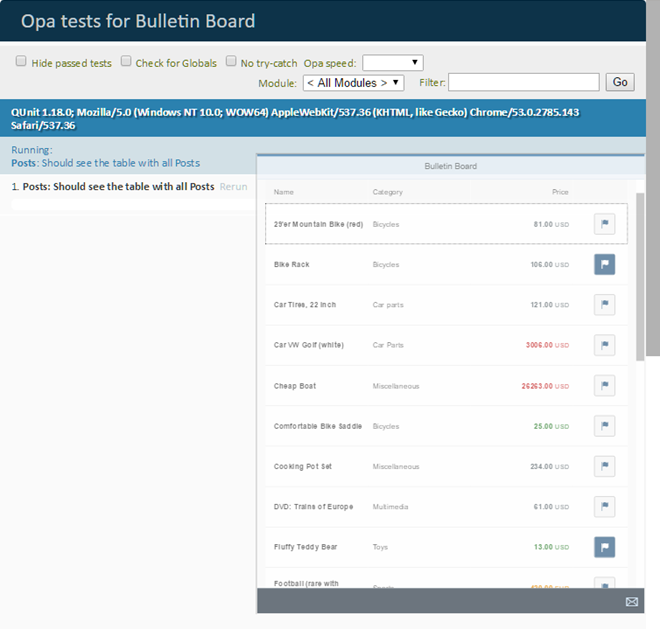 Opa tests for Bulletin Board
Hide passed tests Check for Globals No try-catch Opa speed:
Module: < All Modules > Filter: Go
QUnit 1.18.0; Mozilla/5.0 (Windows NT 10.0; WOW64) AppleWebKit/537.36 (KHTML, like Gecko) Chrome/53.0.2785.143
Safari/537.36
Running:
Posts: Should see the table with all Posts
1. Posts: Should see the table with all Posts Rerun
Bulletin Board
Name Category Price
29'er Mountain Bike (red) Bicycles 81.00 USD
Bike Rack Bicycles 106.00 USD
Car Tires, 22 inch Car parts 121.00 USD
Car VW Golf (white) Car Parts 3006.00 USD
Cheap Boat Miscellaneous 26263.00 USD
Comfortable Bike Saddle Bicycles 25.00 USD
Cooking Pot Set Miscellaneous 234.00 USD
DVD: Trains of Europe Multimedia 61.00 USD
Fluffy Teddy Bear Toys 13.00 USD
Football (rare with